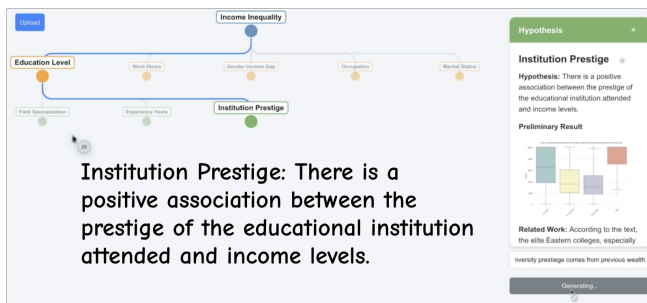 Upload
Income Inequality
Education Level
Work Hours
Gender Income Gap
Occupation
Marital Status
Field Specialization
Experience Years
Institution Prestige
Institution Prestige: There is a
positive association between the
prestige of the educational institution
attended and income levels.
Hypothesis ×
Institution Prestige
Hypothesis: There is a positive
association between the prestige of
the educational institution attended
and income levels.
Preliminary Result
Related Work: According to the text,
the elite Eastern colleges, especially
iversity prestiege comes from previous wealth
Generating...